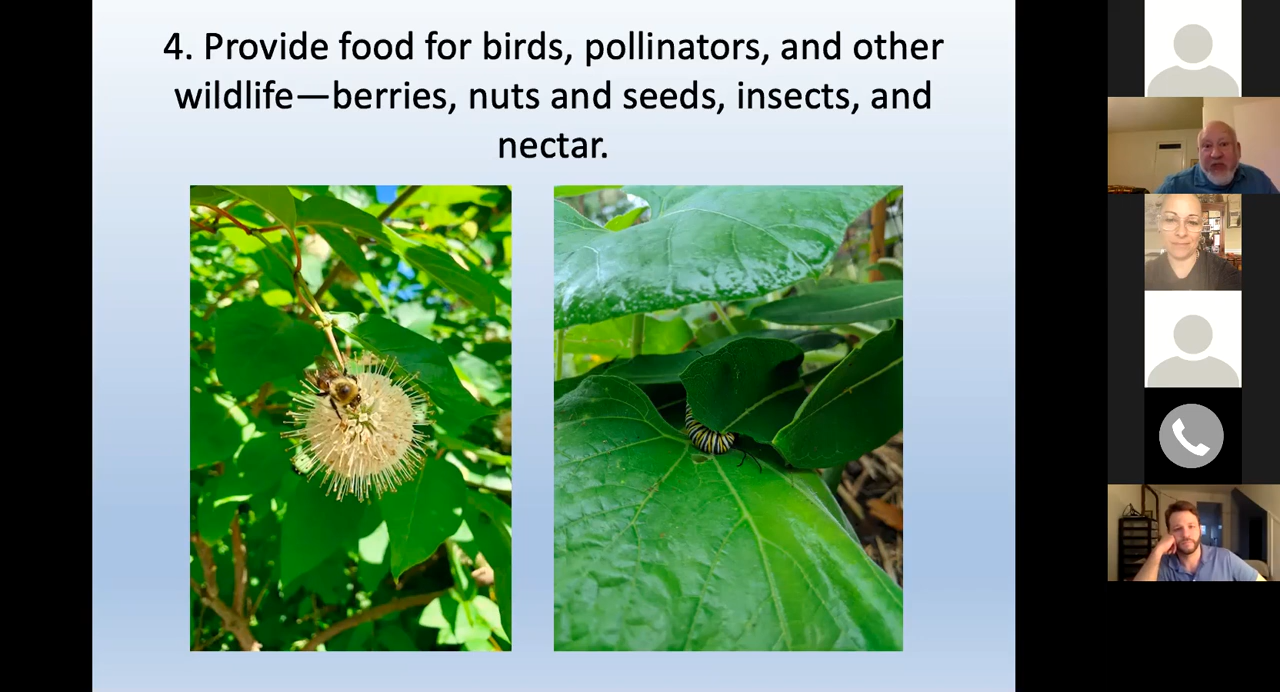 4. Provide food for birds, pollinators, and other
wildlife—berries, nuts and seeds, insects, and
nectar.